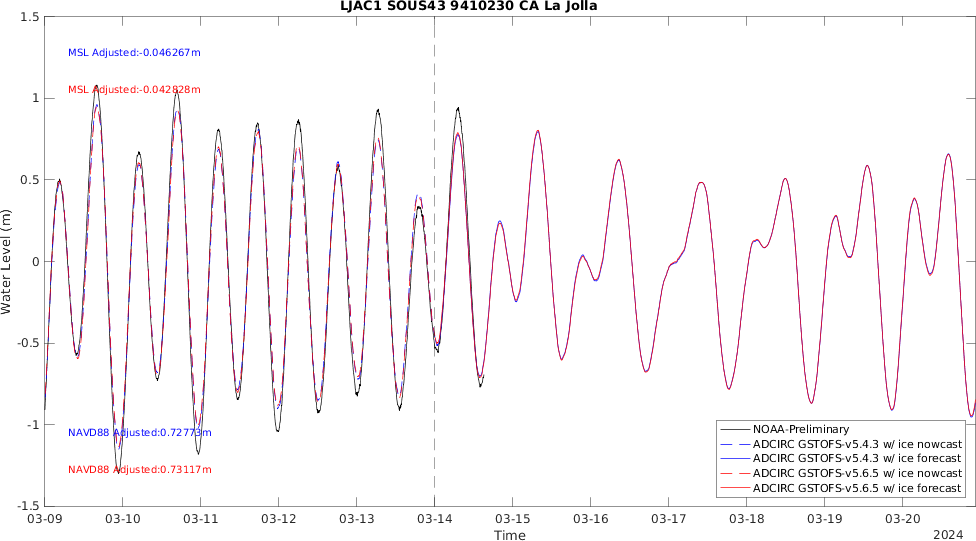 LJAC1 SOUS43 9410230 CA La Jolla
1.5
1
0.5
0
-0.5
-1
-1.5
Water Level (m)
MSL Adjusted:-0.046267m
MSL Adjusted:-0.042828m
NAVD88 Adjusted:0.72773m
NAVD88 Adjusted:0.73117m
NOAA-Preliminary
ADCIRC GSTOFS-v5.4.3 w/ ice nowcast
ADCIRC GSTOFS-v5.4.3 w/ ice forecast
ADCIRC GSTOFS-v5.6.5 w/ ice nowcast
ADCIRC GSTOFS-v5.6.5 w/ ice forecast
03-09 03-10 03-11 03-12 03-13 03-14 03-15 03-16 03-17 03-18 03-19 03-20
Time
2024